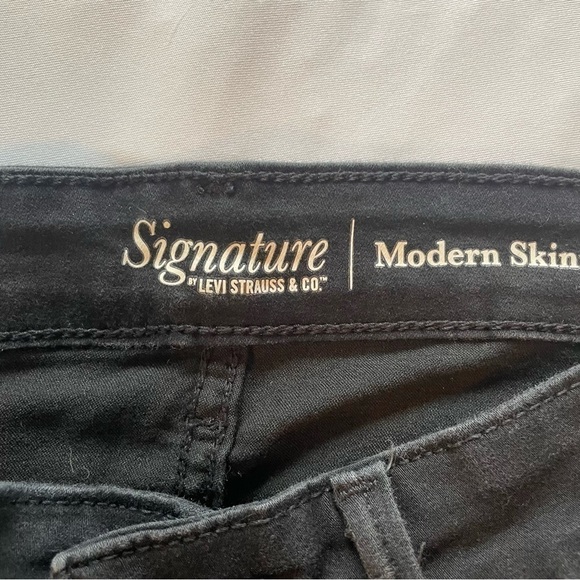 Signature | Modern Skin
BY LEVI STRAUSS & CO.™